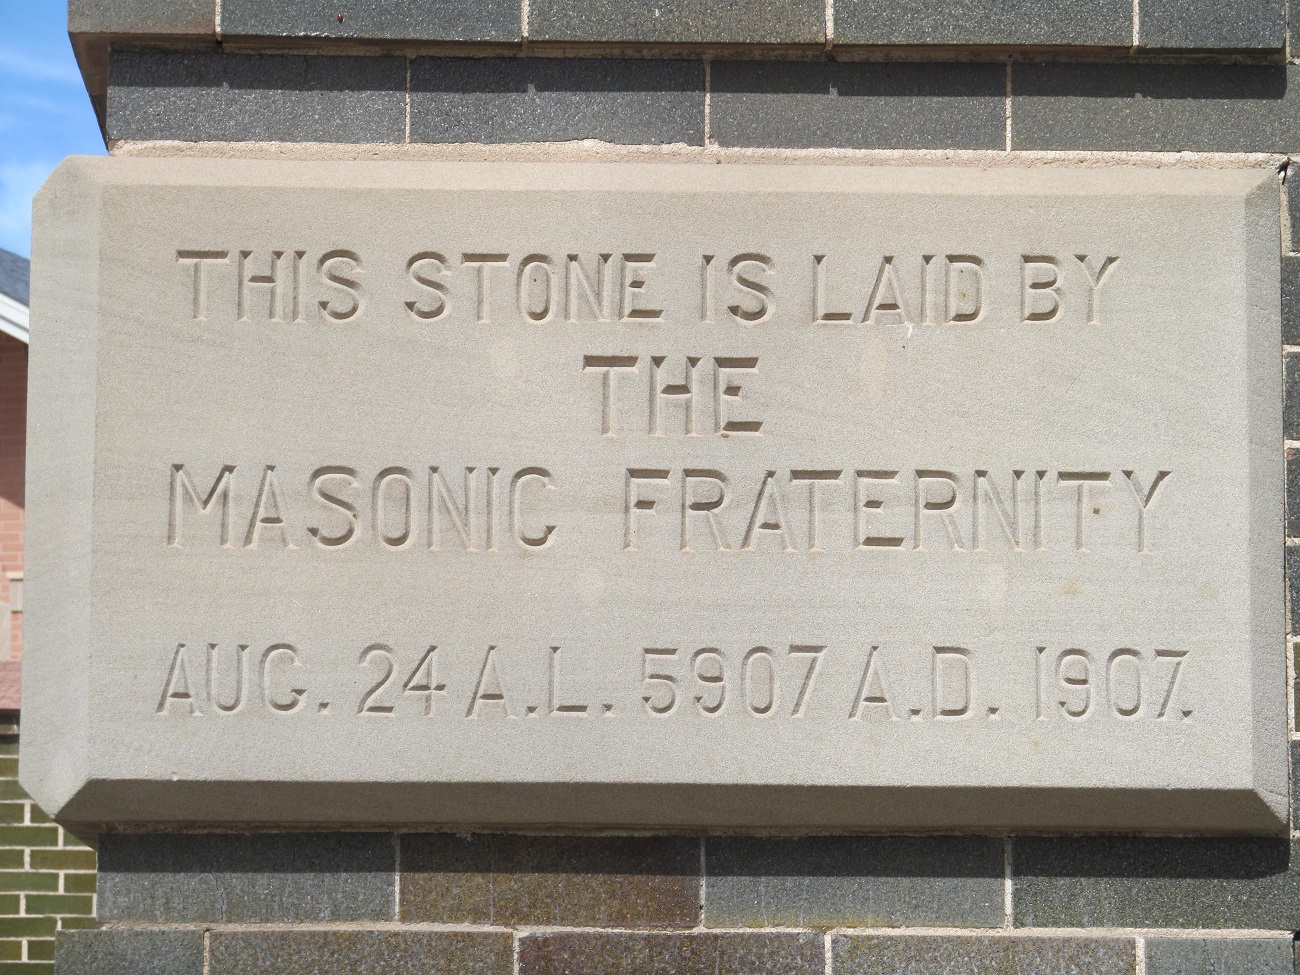 THIS STONE IS LAID BY
THE
MASONIC FRATERNITY
AUG. 24 A.L. 5907 A.D. 1907.